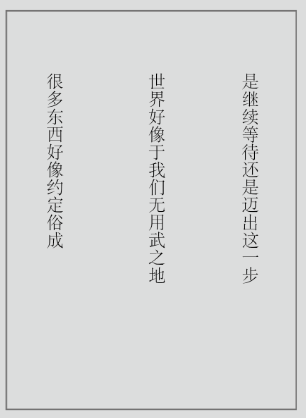 是继续等待还是迈出这一步
世界好像于我们无用武之地
很多东西好像约定俗成